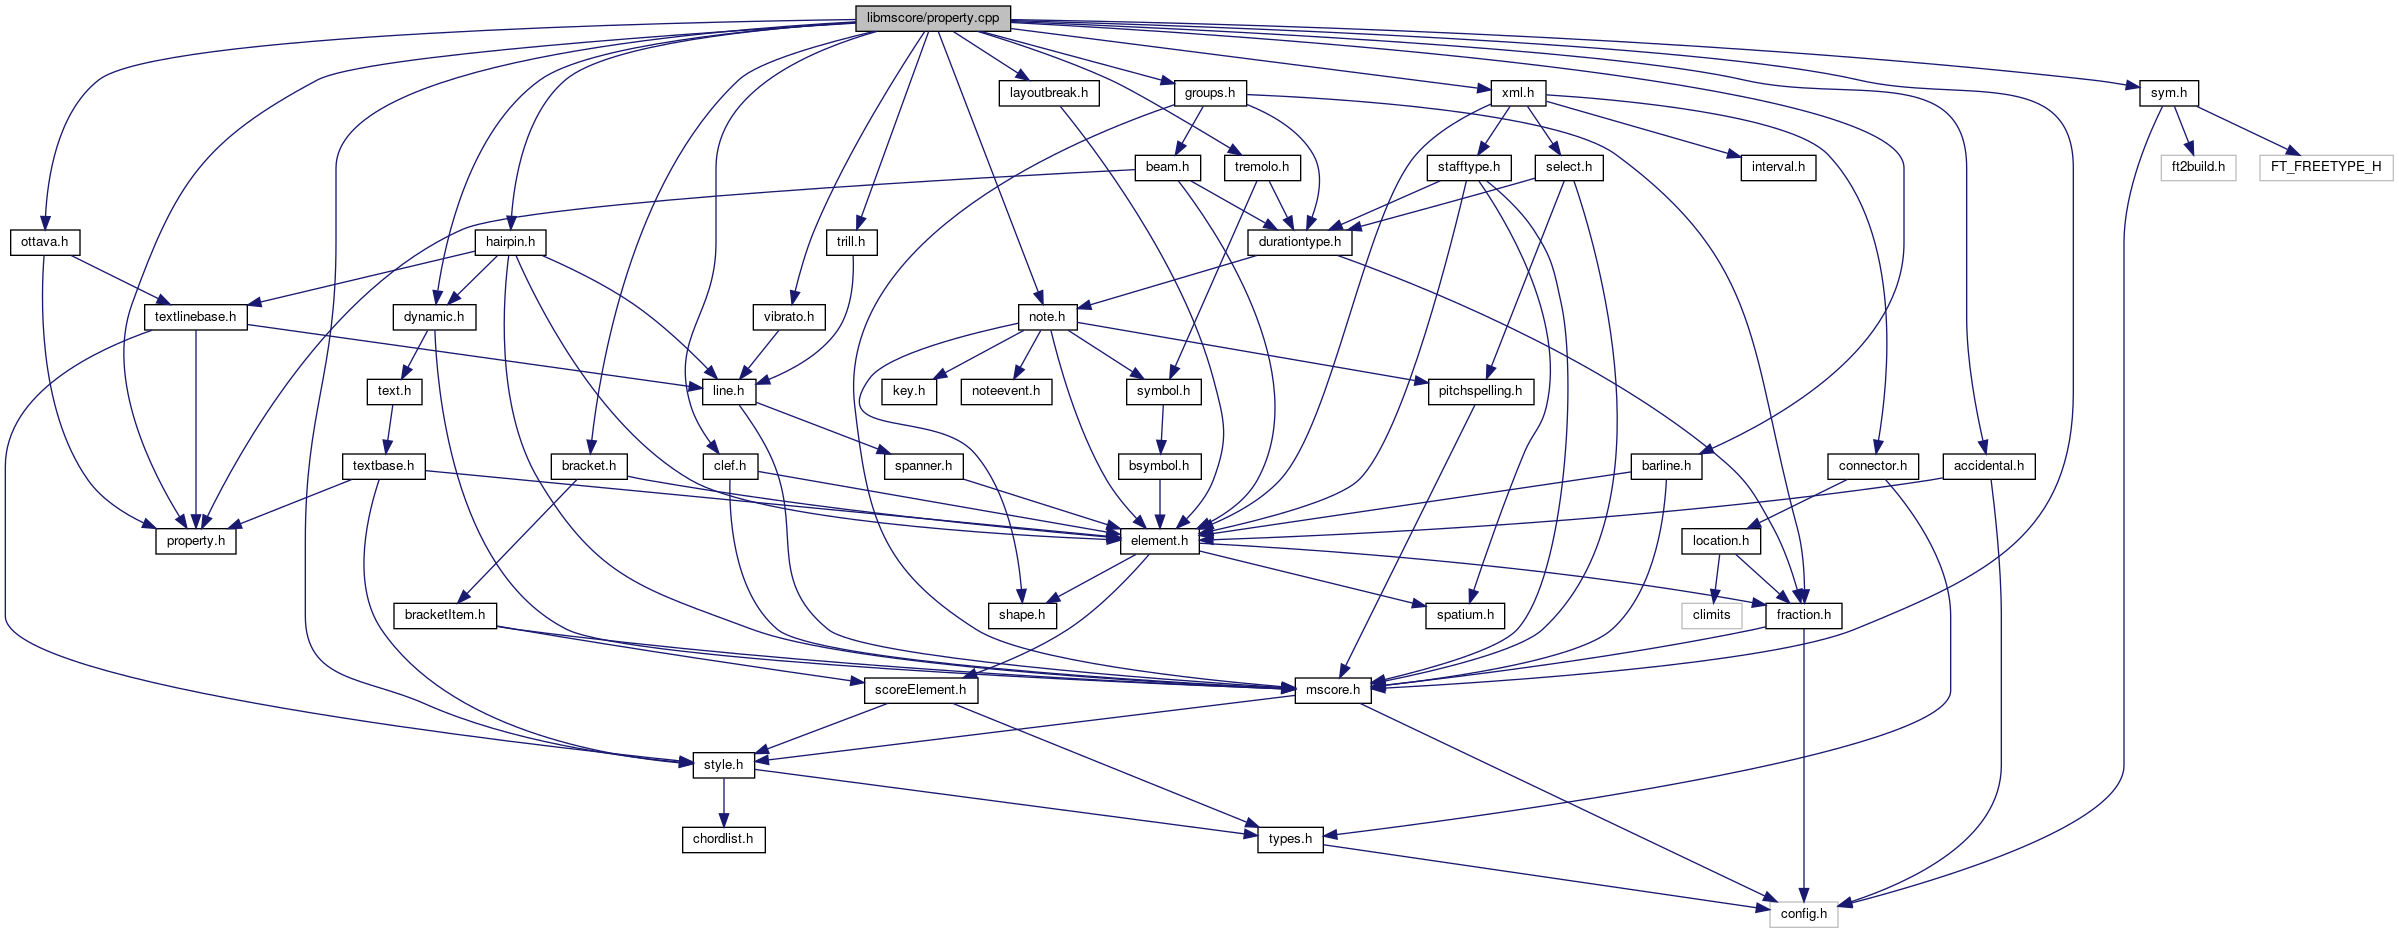 libmscore/property.cpp
layoutbreak.h
groups.h
xml.h
sym.h
beam.h
tremolo.h
stafftype.h
select.h
interval.h
ft2build.h
FT_FREETYPE_H
ottava.h
hairpin.h
trill.h
durationtype.h
textlinebase.h
dynamic.h
vibrato.h
note.h
text.h
line.h
key.h
noteevent.h
symbol.h
pitchspelling.h
textbase.h
bracket.h
clef.h
spanner.h
bsymbol.h
barline.h
connector.h
accidental.h
property.h
element.h
location.h
bracketItem.h
shape.h
spatium.h
climits
fraction.h
scoreElement.h
mscore.h
style.h
chordlist.h
types.h
config.h